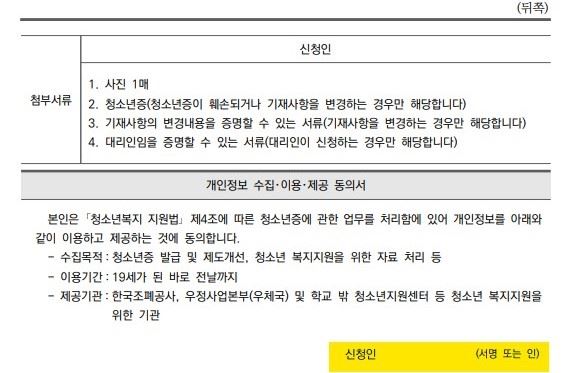 (뒤쪽)
신청인
첨부서류
1. 사진 1매
2. 청소년증(청소년증이 훼손되거나 기재사항을 변경하는 경우만 해당합니다)
3. 기재사항의 변경내용을 증명할 수 있는 서류(기재사항을 변경하는 경우만 해당합니다)
4. 대리인임을 증명할 수 있는 서류(대리인이 신청하는 경우만 해당합니다)
개인정보 수집·이용·제공 동의서
본인은 「청소년복지 지원법」 제4조에 따른 청소년증에 관한 업무를 처리함에 있어 개인정보를 아래와
같이 이용하고 제공하는 것에 동의합니다.
- 수집목적 : 청소년증 발급 및 제도개선, 청소년 복지지원을 위한 자료 처리 등
- 이용기간 : 19세가 된 바로 전날까지
- 제공기관 : 한국조폐공사, 우정사업본부(우체국) 및 학교 밖 청소년지원센터 등 청소년 복지지원을
위한 기관
신청인 (서명 또는 인)